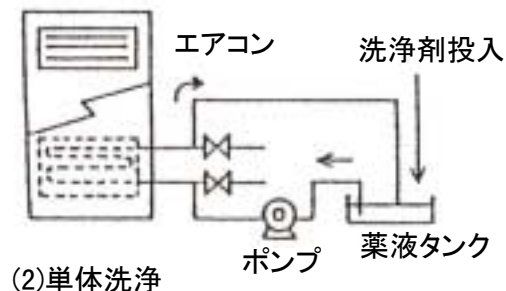 エアコン
洗浄剤投入
ポンプ
薬液タンク
(2)単体洗浄